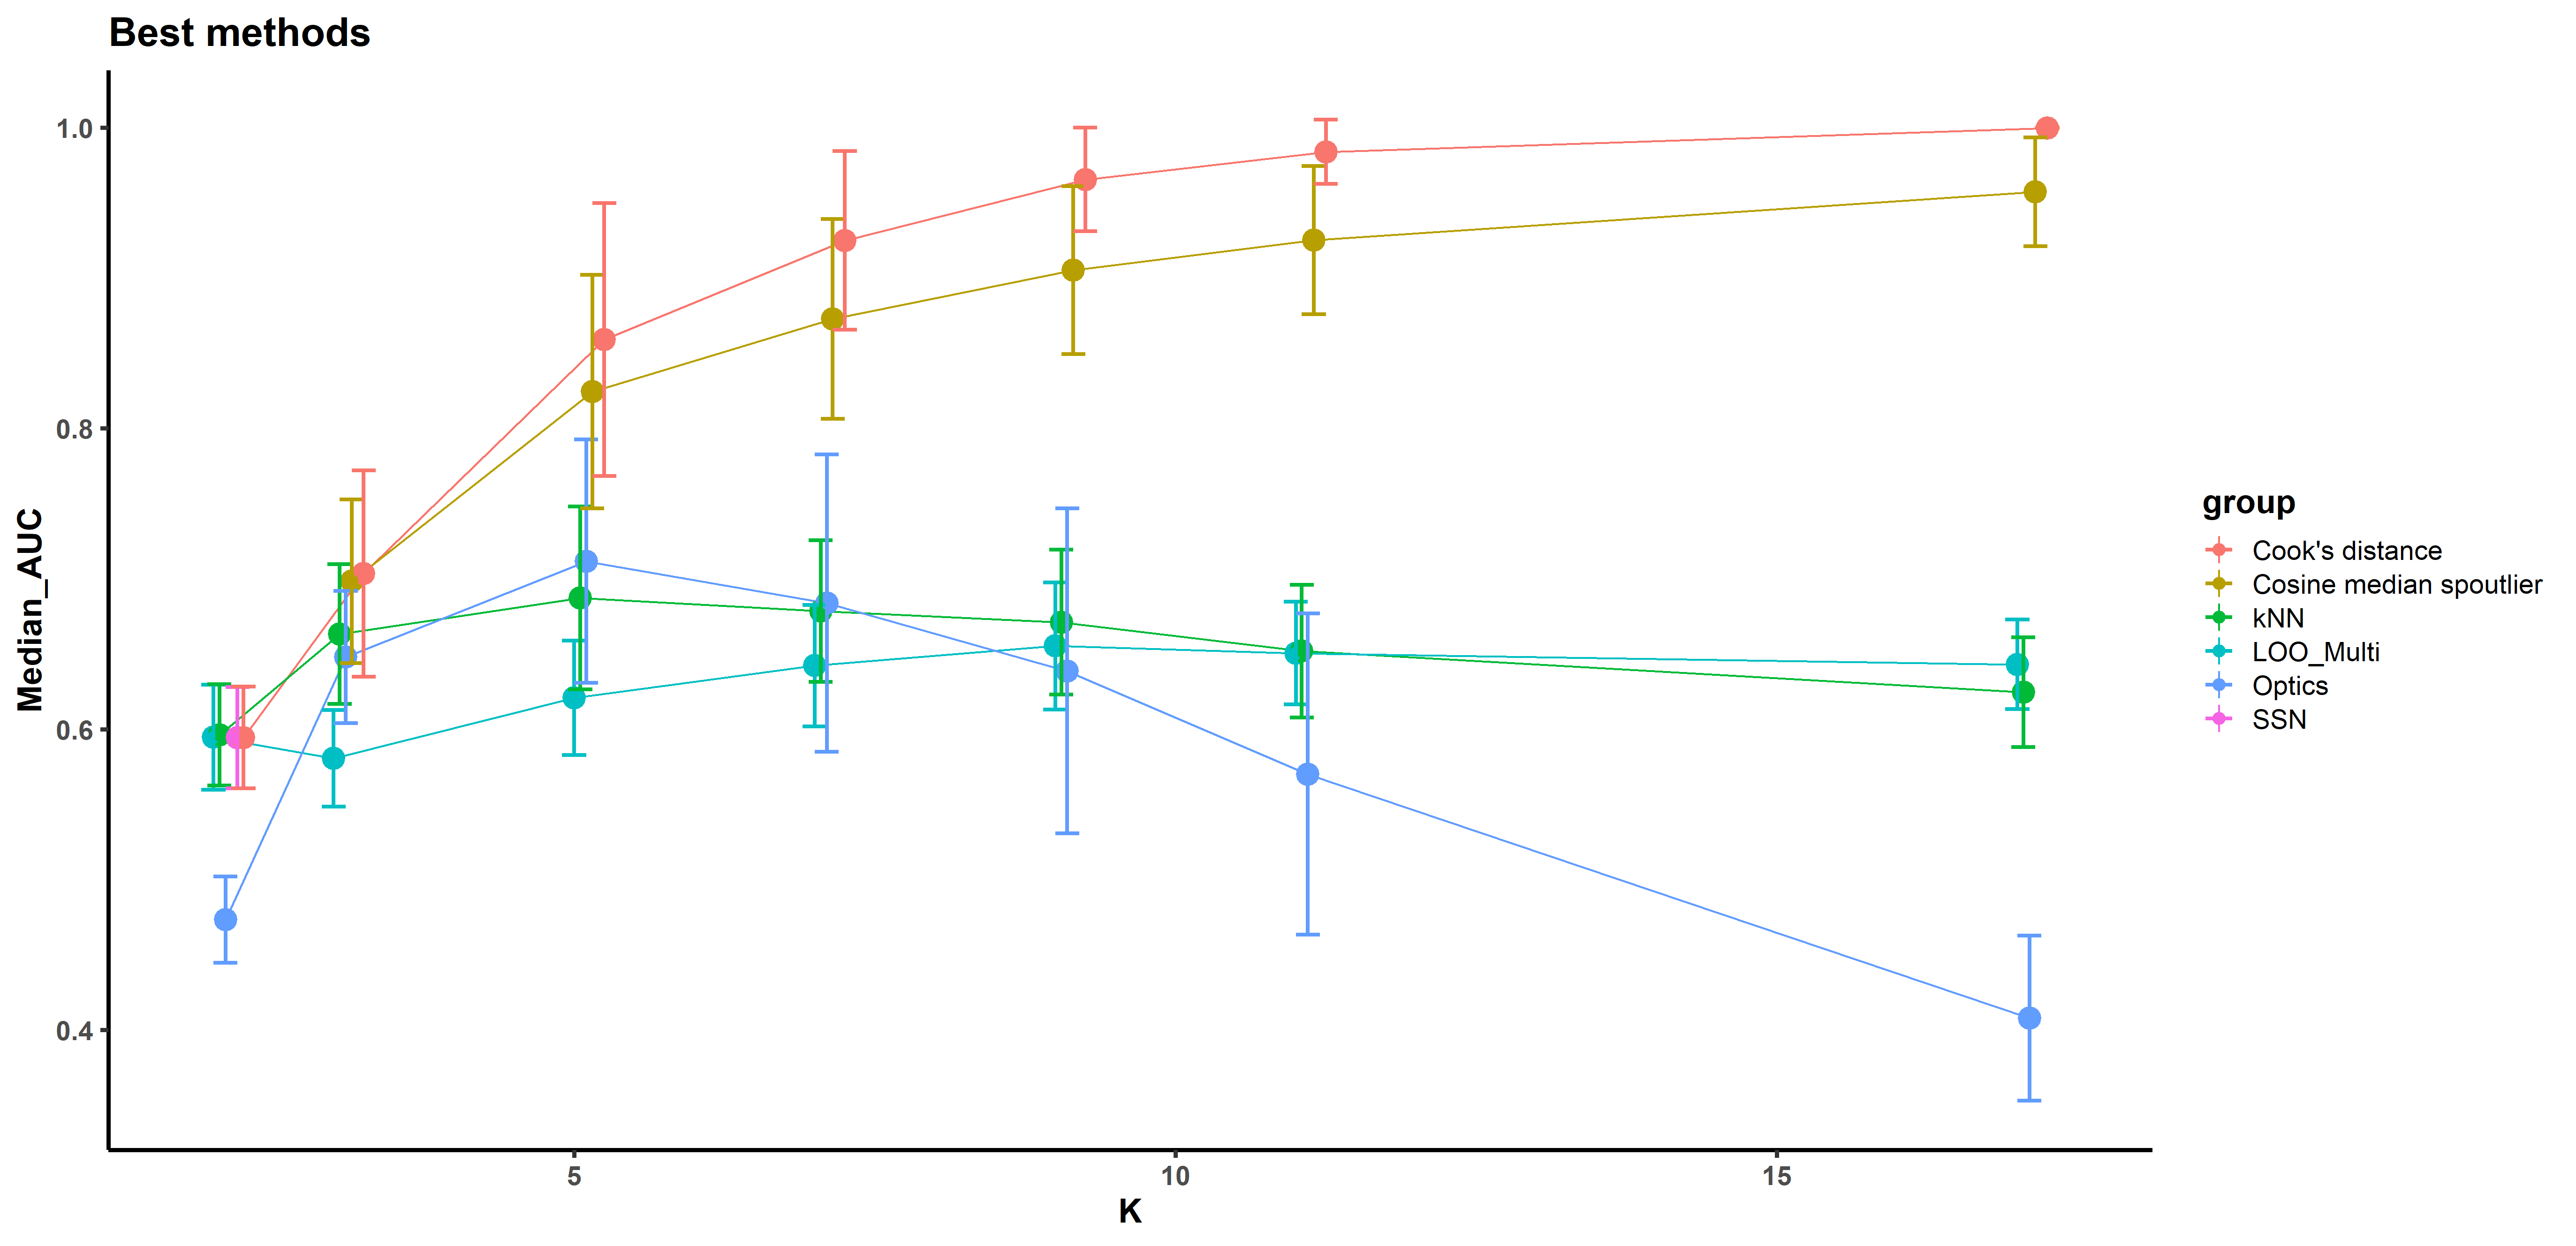 Best methods
Median_AUC
1.0
0.8
0.6
0.4
5
10
15
K
group
Cook's distance
Cosine median spoutlier
kNN
LOO_Multi
Optics
SSN